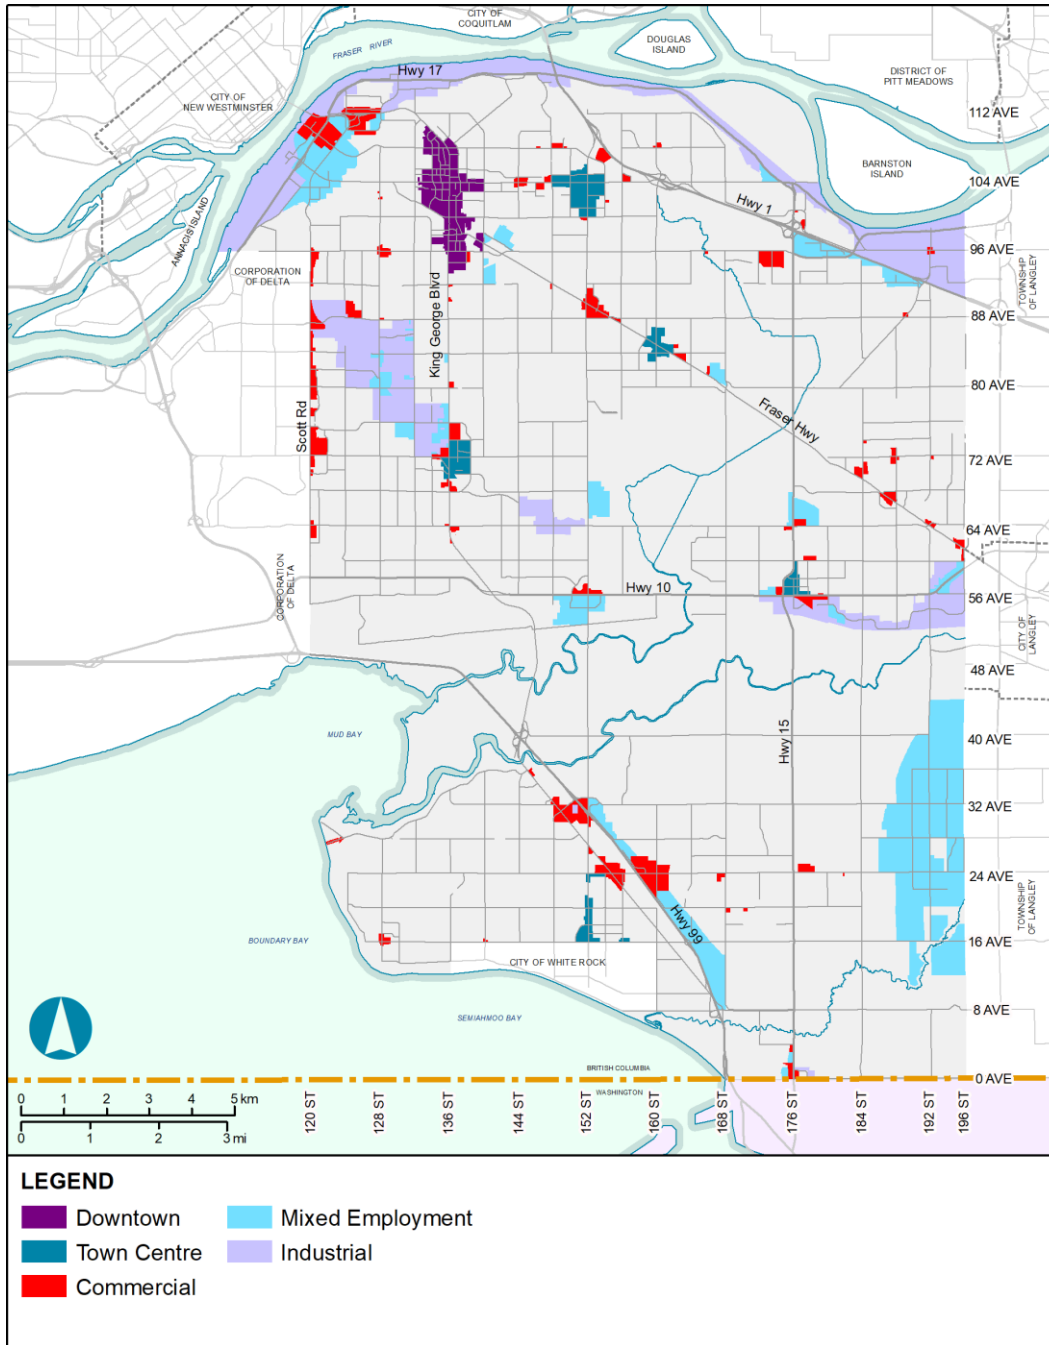 CITY OF
COQUITLAM
DOUGLAS
ISLAND
FRASER RIVER
Hwy 17
DISTRICT OF
PITT MEADOWS
CITY OF
NEW WESTMINSTER
112 AVE
BARNSTON
ISLAND
104 AVE
Hwy 1
ANNACIS ISLAND
96 AVE
CORPORATION
OF DELTA
TOWNSHIP
OF LANGLEY
King George Blvd
88 AVE
80 AVE
Scott Rd
Fraser Hwy
72 AVE
64 AVE
CORPORATION
OF DELTA
Hwy 10
56 AVE
CITY OF
LANGLEY
48 AVE
MUD BAY
Hwy 15
40 AVE
32 AVE
24 AVE
Hwy 99
TOWNSHIP
OF LANGLEY
BOUNDARY BAY
16 AVE
CITY OF WHITE ROCK
SEMIAHMOO BAY
8 AVE
BRITISH COLUMBIA
0 AVE
WASHINGTON
0 1 2 3 4 5 km
0 1 2 3 mi
120 ST
128 ST
136 ST
144 ST
152 ST
160 ST
168 ST
176 ST
184 ST
192 ST
196 ST
LEGEND
Downtown
Mixed Employment
Town Centre
Industrial
Commercial